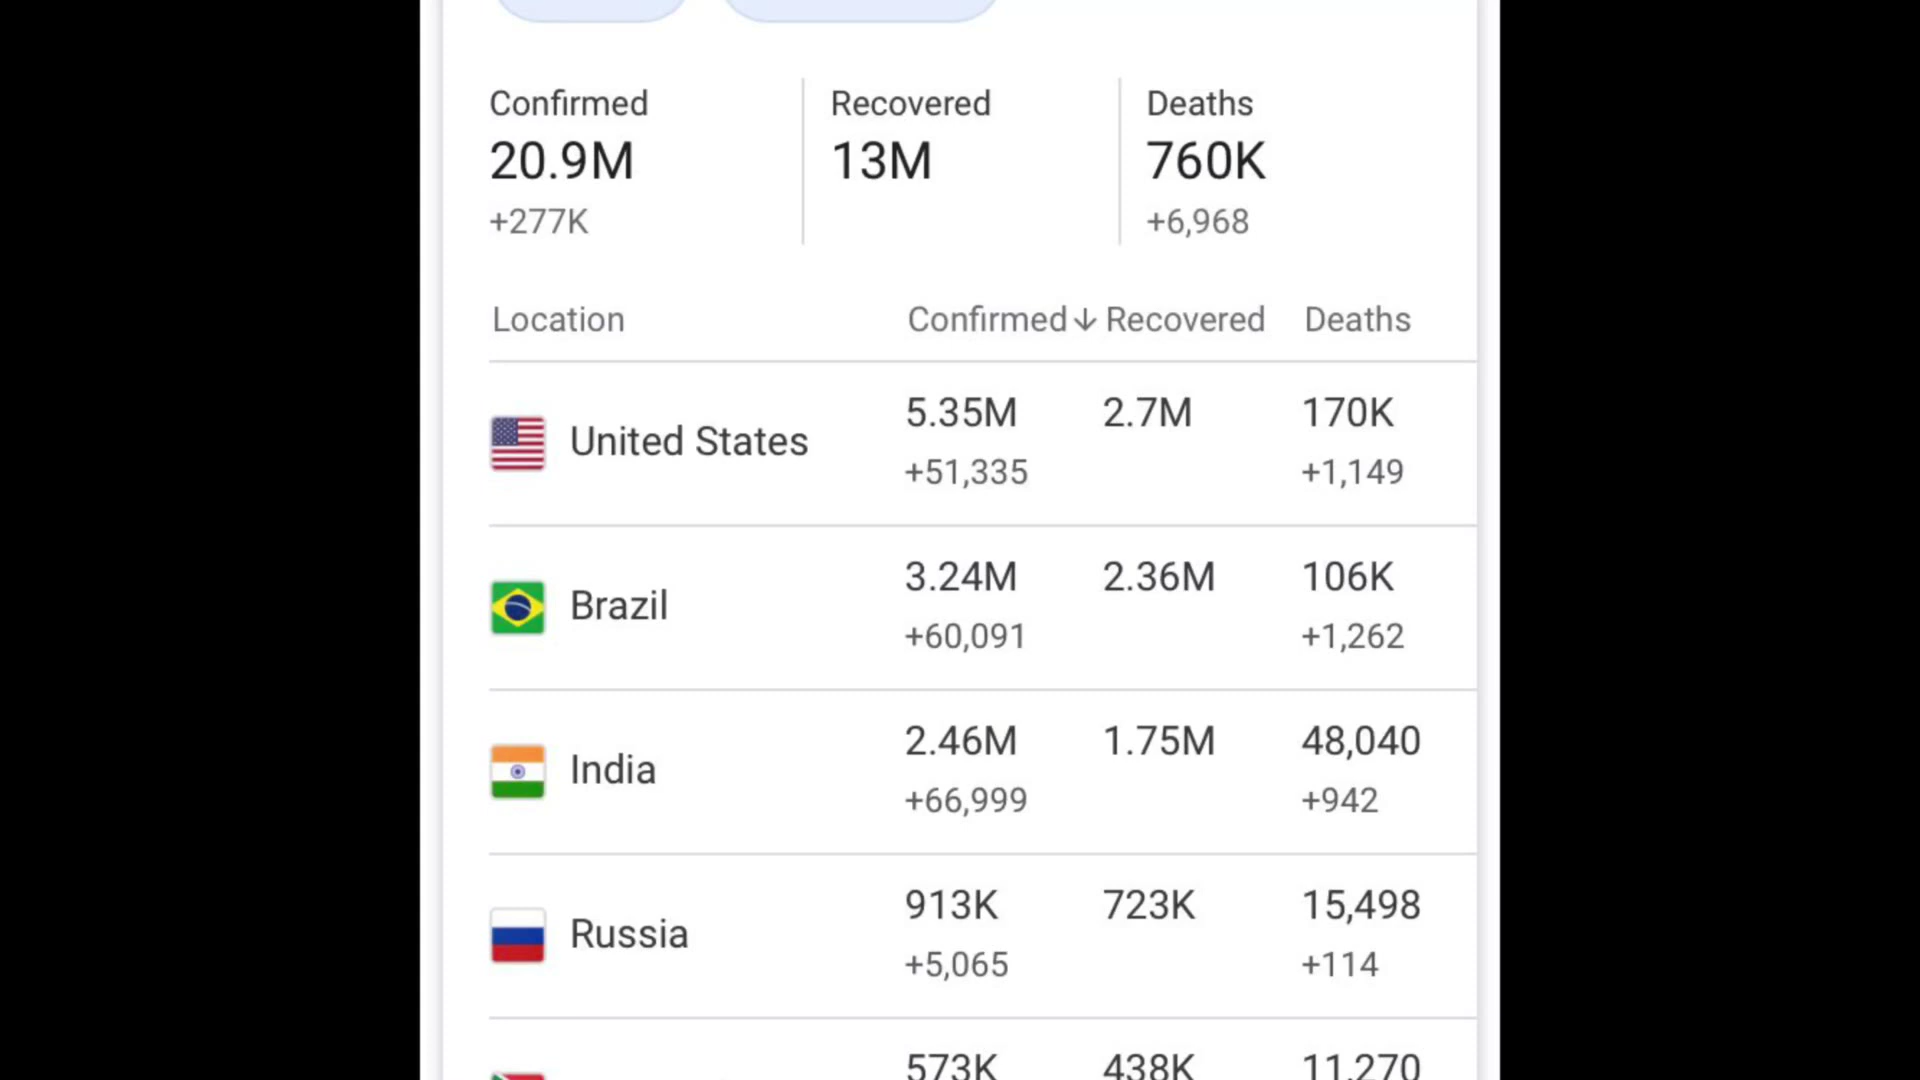 Confirmed Recovered Deaths
20.9M 13M 760K
+277K +6,968
Location Confirmed↓ Recovered Deaths
5.35M 2.7M 170K
United States
+51,335 +1,149
3.24M 2.36M 106K
Brazil
+60,091 +1,262
2.46M 1.75M 48,040
India
+66,999 +942
913K 723K 15,498
Russia
+5,065 +114
573K 438K 11,270